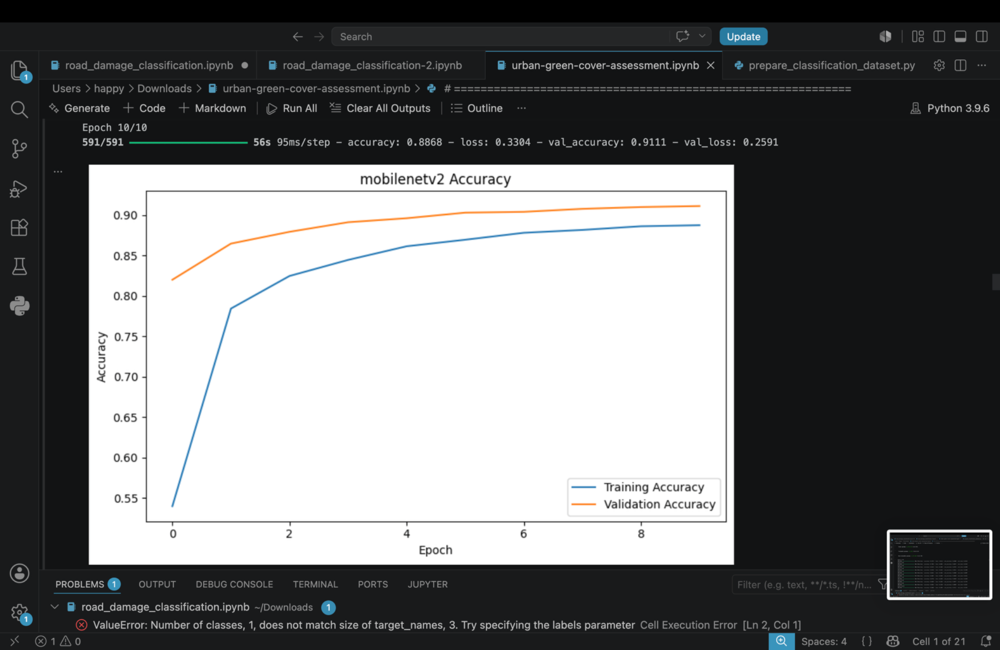 Search
Update
road_damage_classification.ipynb
road_damage_classification-2.ipynb
urban-green-cover-assessment.ipynb
prepare_classification_dataset.py
1
Users > happy > Downloads > urban-green-cover-assessment.ipynb > # ============================================================
Generate + Code + Markdown Run All Clear All Outputs Outline ... Python 3.9.6
Epoch 10/10
591/591 56s 95ms/step – accuracy: 0.8868 – loss: 0.3304 – val_accuracy: 0.9111 – val_loss: 0.2591
mobilenetv2 Accuracy
0.90
0.85
0.80
0.75
0.70
0.65
0.60
0.55
Accuracy
Training Accuracy
Validation Accuracy
0 2 4 6 8
Epoch
PROBLEMS 1 OUTPUT DEBUG CONSOLE TERMINAL PORTS JUPYTER
Filter (e.g. text, **/*.ts, !**/n...
road_damage_classification.ipynb ~/Downloads 1
ValueError: Number of classes, 1, does not match size of target_names, 3. Try specifying the labels parameter Cell Execution Error [Ln 2, Col 1]
1
1 0 Spaces: 4 { } Cell 1 of 21